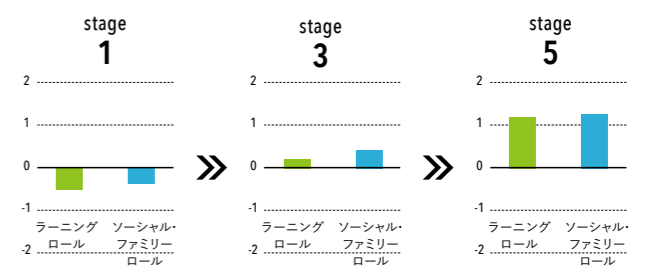 stage
1
2
1
0
-1
-2
ラーニング
ロール
ソーシャル・
ファミリー
ロール
stage
3
2
1
0
-1
-2
ラーニング
ロール
ソーシャル・
ファミリー
ロール
stage
5
2
1
0
-1
-2
ラーニング
ロール
ソーシャル・
ファミリー
ロール